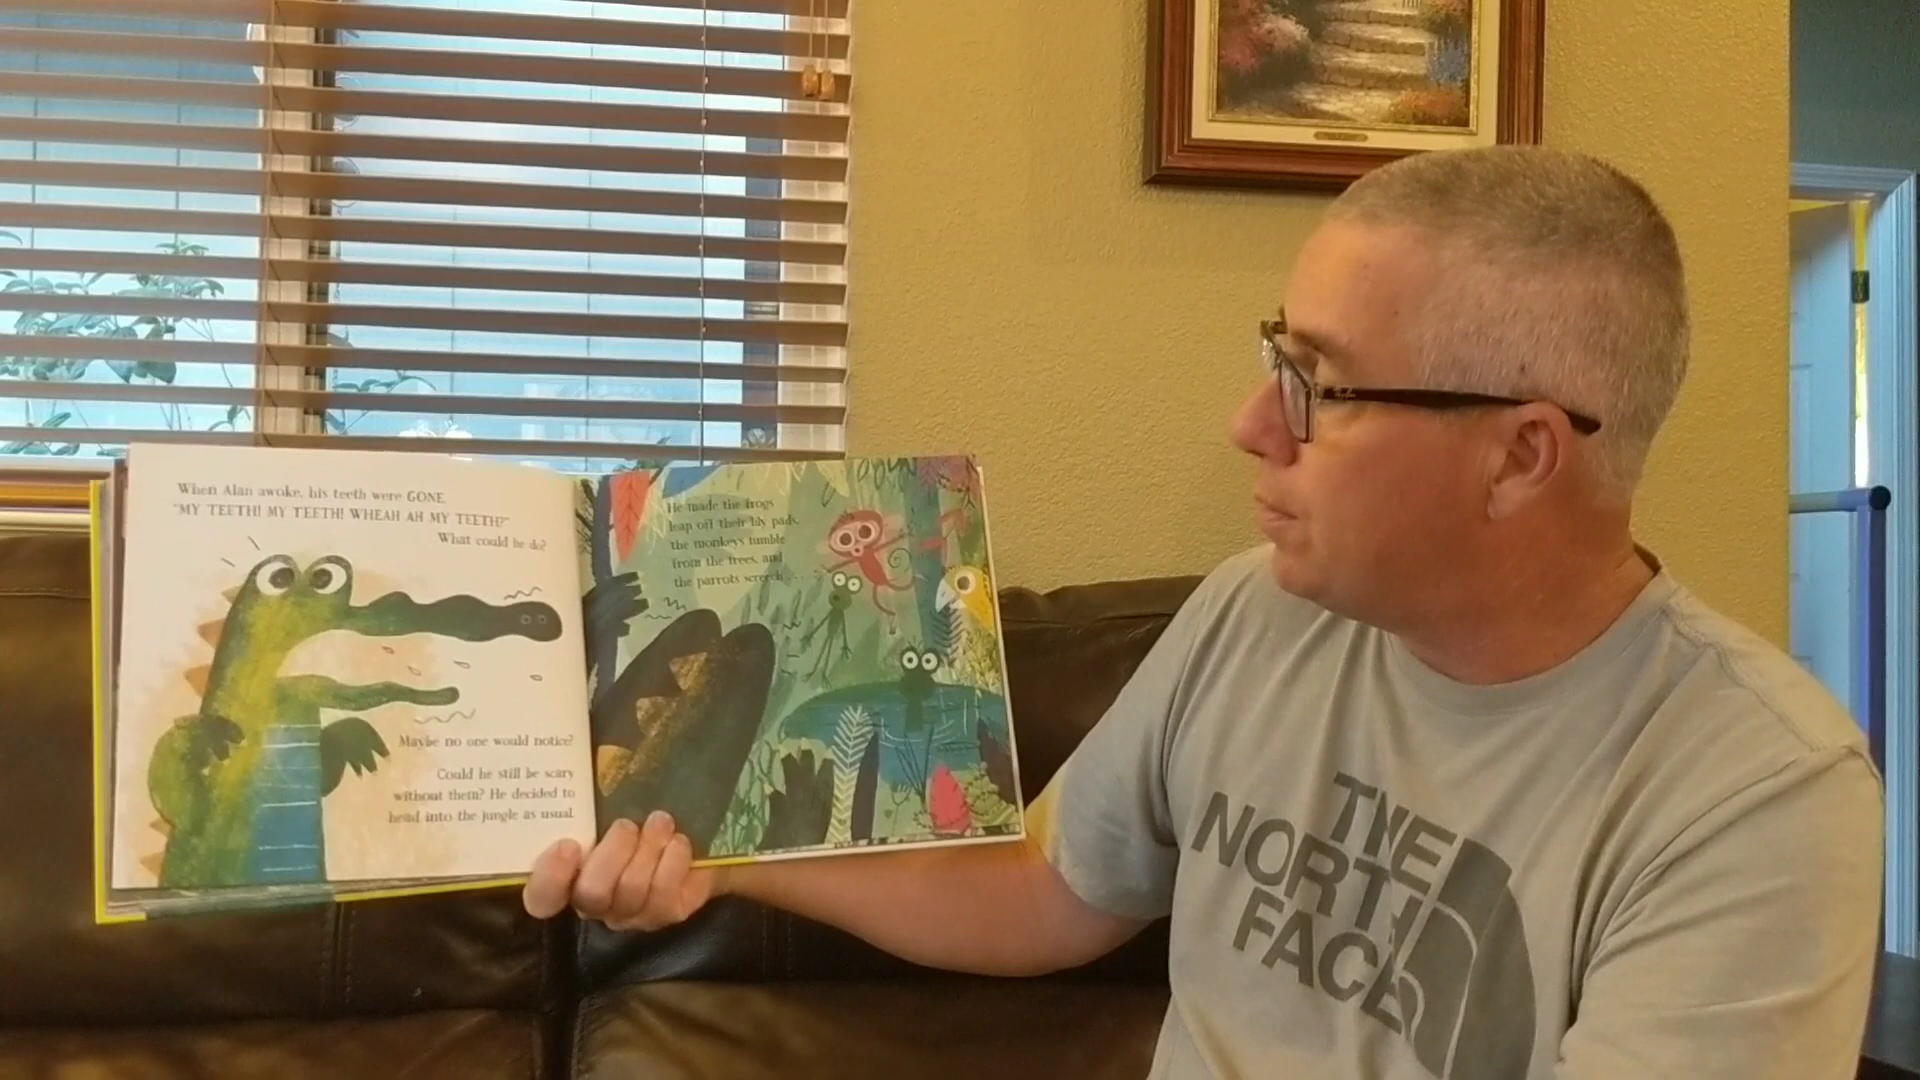 When Alan awoke, his teeth were GONE.
"MY TEETH! MY TEETH! WHEAH AH MY TEETH?"
What could he do?
Maybe no one would notice?
Could he still be scary
without them? He decided to
head into the jungle as usual.
He made the frogs
leap off their lily pads,
the monkeys tumble
from the trees, and
the parrots screech . . .
THE
NORTH
FACE